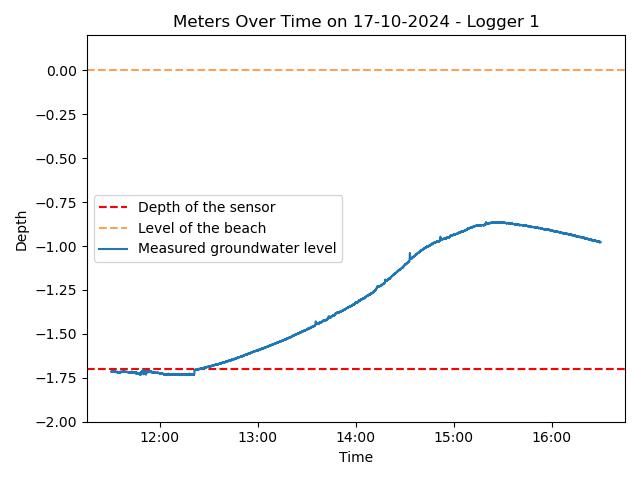 Meters Over Time on 17-10-2024 - Logger 1
0.00
−0.25
−0.50
−0.75
−1.00
−1.25
−1.50
−1.75
−2.00
Depth
Depth of the sensor
Level of the beach
Measured groundwater level
12:00 13:00 14:00 15:00 16:00
Time